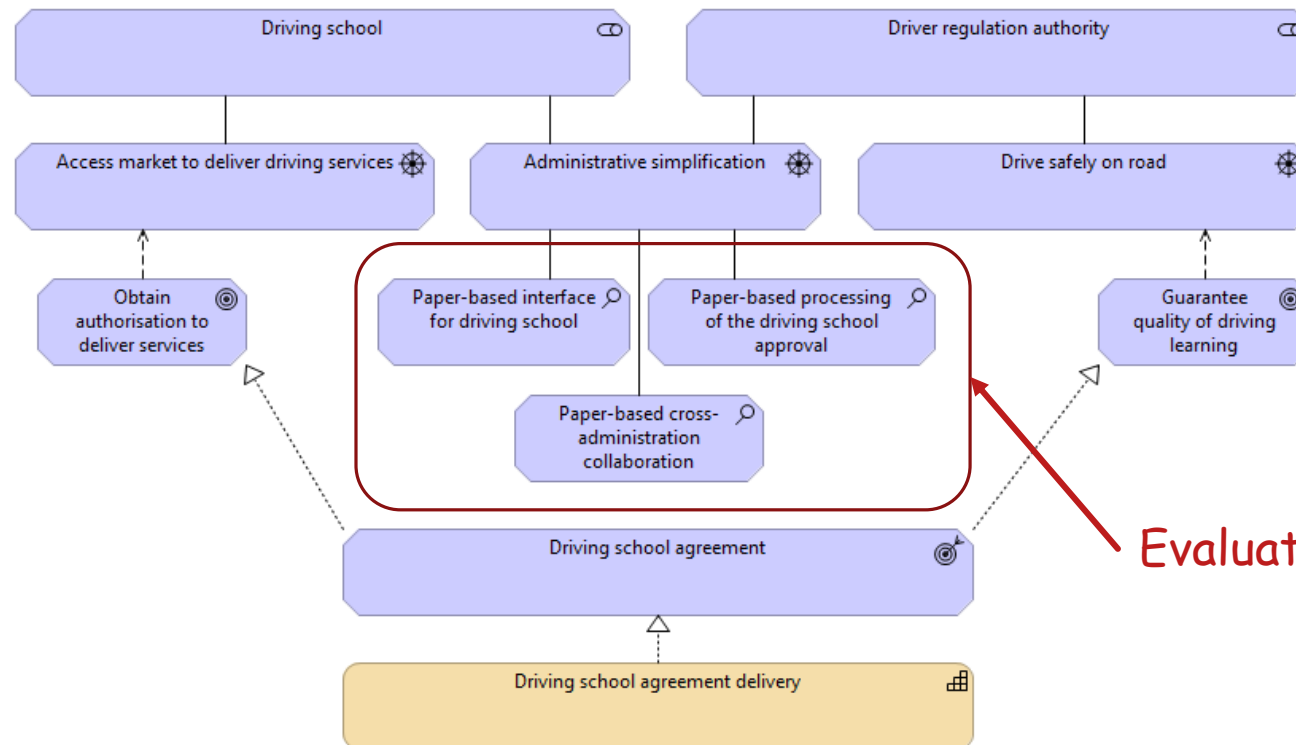 Driving school
Driver regulation authority
Access market to deliver driving services
Administrative simplification
Drive safely on road
Obtain
authorisation to
deliver services
Paper-based interface
for driving school
Paper-based processing
of the driving school
approval
Guarantee
quality of driving
learning
Paper-based cross-
administration
collaboration
Driving school agreement
Evaluat
Driving school agreement delivery